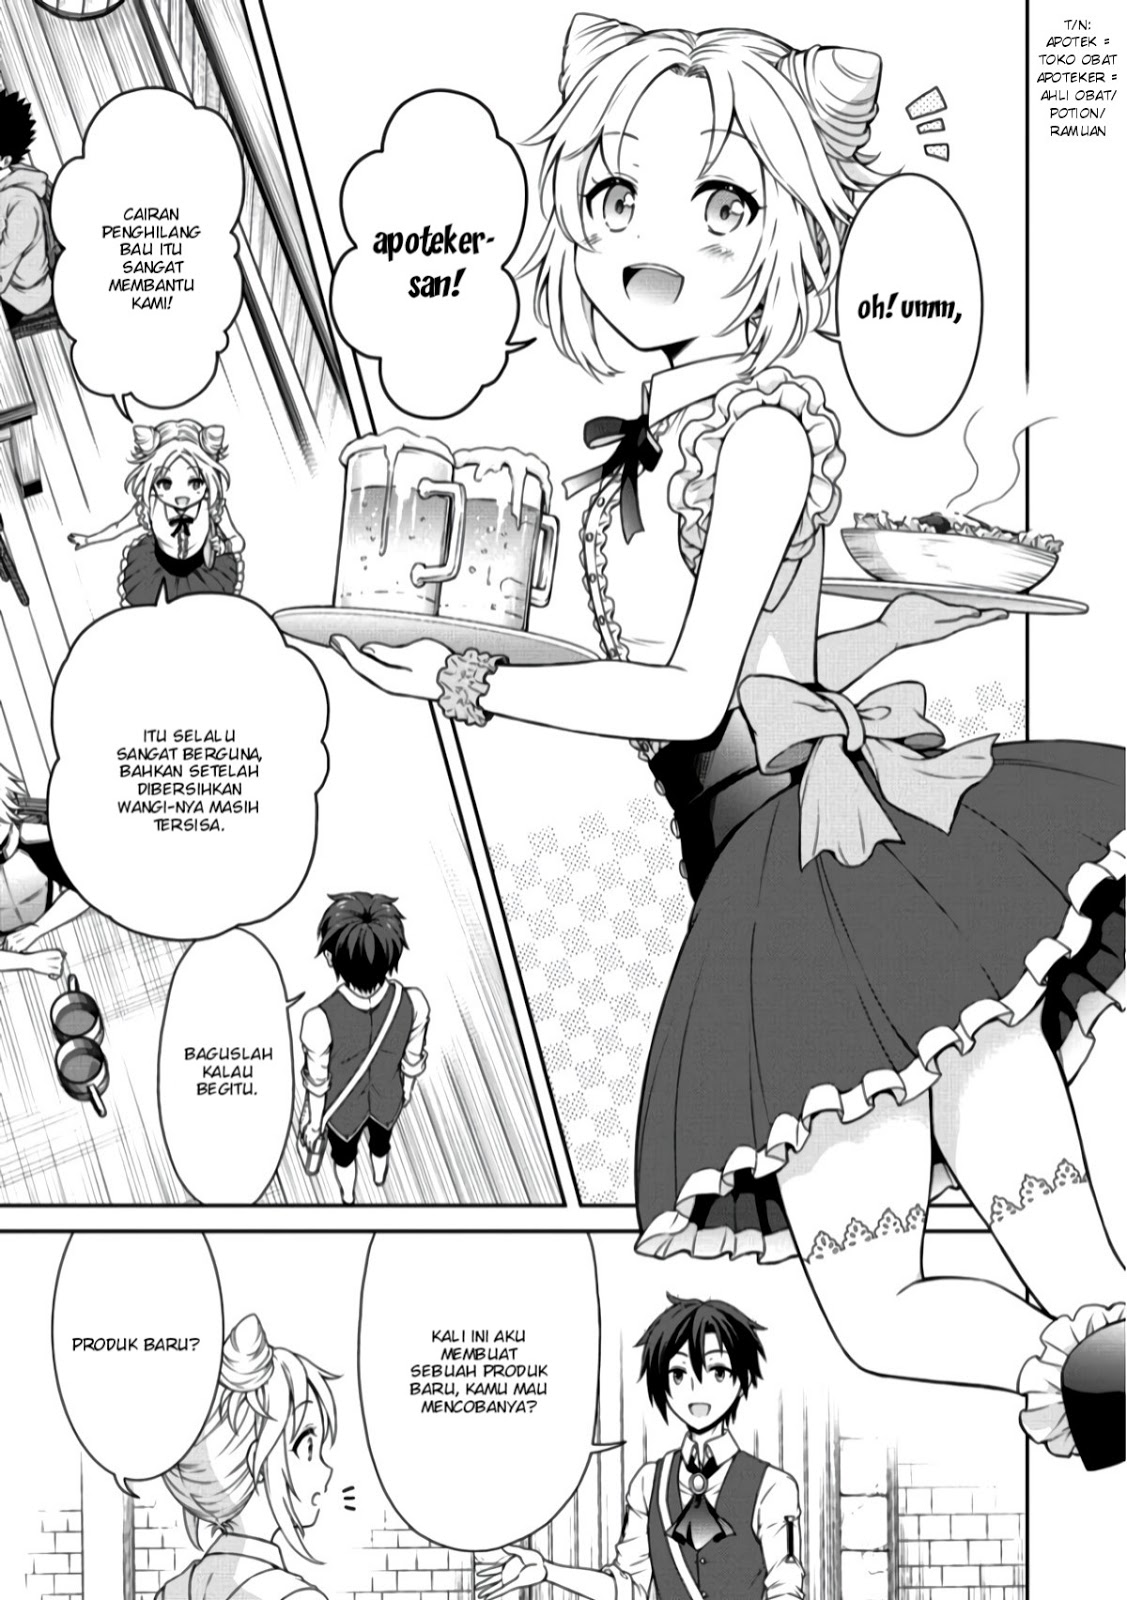 T/N:
APOTEK =
TOKO OBAT
APOTEKER =
AHLI OBAT/
POTION/
RAMUAN
oh! umm,
apoteker-
san!
CAIRAN
PENGHILANG
BAU ITU
SANGAT
MEMBANTU
KAMI!
ITU SELALU
SANGAT BERGUNA,
BAHKAN SETELAH
DIBERSIHKAN
WANGI-NYA MASIH
TERSISA.
BAGUSLAH
KALAU
BEGITU.
KALI INI AKU
MEMBUAT
SEBUAH PRODUK
BARU, KAMU MAU
MENCOBANYA?
PRODUK BARU?